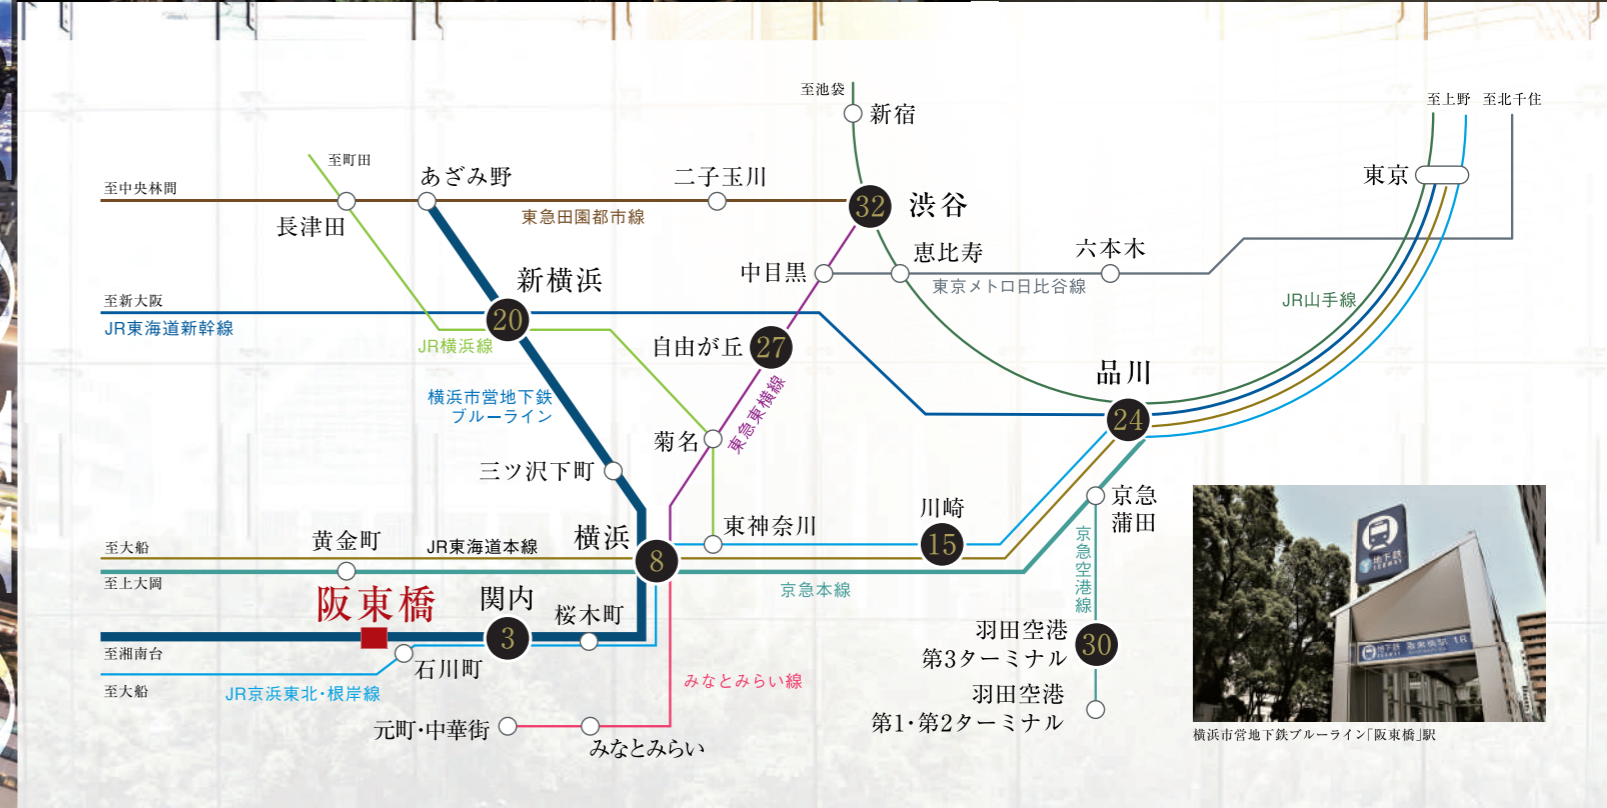 至池袋
新宿
至上野
至北千住
東京
至町田
至中央林間
あざみ野
二子玉川
長津田
東急田園都市線
32
渋谷
中目黒
恵比寿
六本木
東京メトロ日比谷線
JR山手線
新横浜
至新大阪
20
JR東海道新幹線
JR横浜線
自由が丘
27
東急東横線
品川
24
横浜市営地下鉄
ブルーライン
菊名
三ツ沢下町
京急
蒲田
京急空港線
川崎
15
東神奈川
横浜
8
黄金町
JR東海道本線
至大船
至上大岡
京急本線
阪東橋
関内
3
桜木町
至湘南台
石川町
至大船
JR京浜東北・根岸線
みなとみらい線
元町・中華街
みなとみらい
羽田空港
第3ターミナル
30
羽田空港
第1・第2ターミナル
地下鉄
SUBWAY
地下鉄 阪東橋駅 1B
横浜市営地下鉄ブルーライン「阪東橋」駅